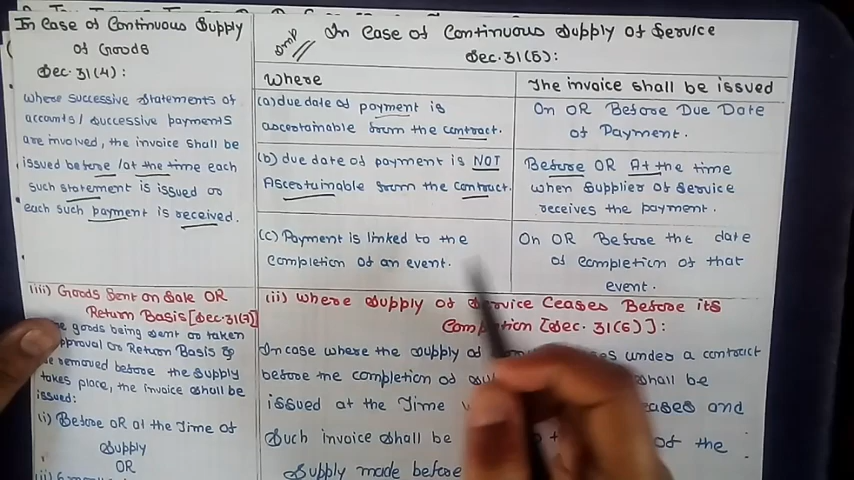 In Case of Continuous Supply
of Goods
Sec. 31(4) :
where successive statements of
accounts / successive payments
are involved, the invoice shall be
issued before / at the time each
such statement is issued or
each such payment is received.
(iii) Goods Sent on Sale OR
Return Basis [Sec. 31(7)]
goods being sent or taken
approval or Return Basis &
removed before the supply
takes place, the invoice shall be
issued:
(i) Before OR at the Time of
Supply
OR
Imp
In Case of Continuous Supply of Service
Sec. 31(5) :
Where
The invoice shall be issued
(a) due date of payment is
ascertainable from the contract.
On OR Before Due Date
of Payment.
(b) due date of payment is NOT
Ascertainable from the contract.
Before OR At the time
when Supplier of Service
receives the payment.
(c) Payment is linked to the
completion of an event.
On OR Before the date
of completion of that
event.
(ii) Where Supply of Service Ceases Before its
Completion [Sec. 31(6)] :
In case where the supply of under a contract
before the completion of shall be
issued at the Time and
Such invoice shall be of the
Supply made before